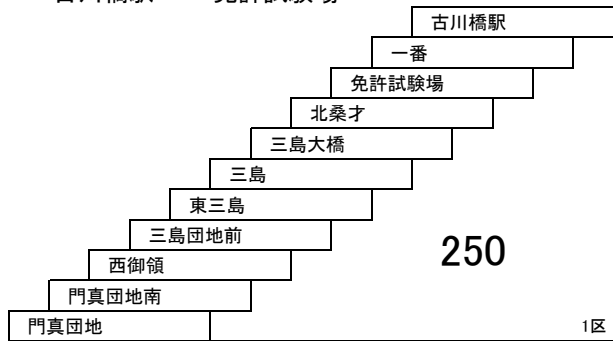 古川橋駅
一番
免許試験場
北桑才
三島大橋
三島
東三島
三島団地前
250
西御領
門真団地南
門真団地
1区